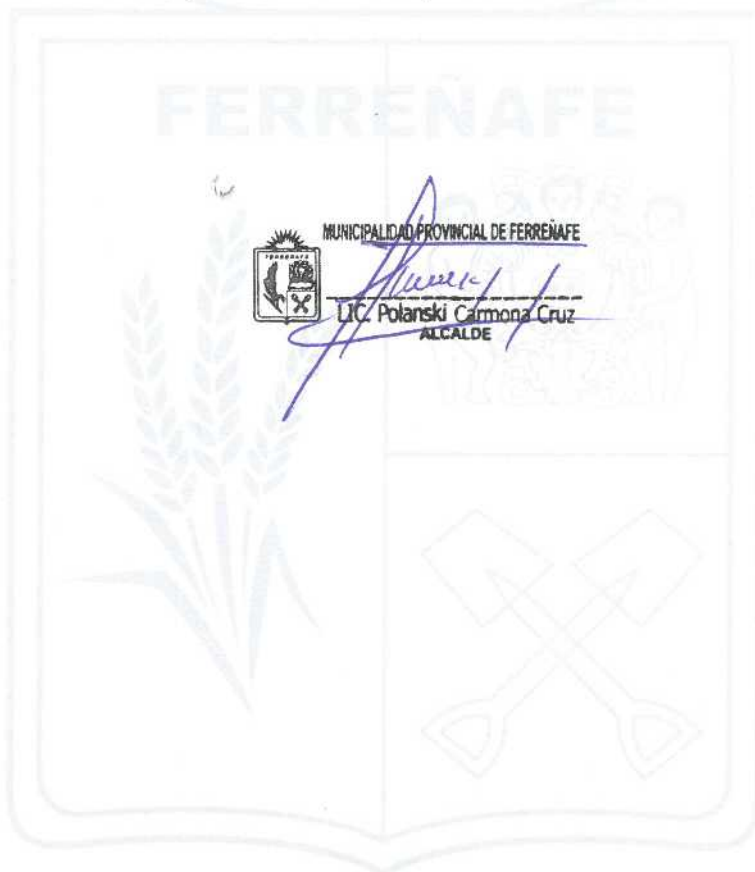 FERREÑAFE
MUNICIPALIDAD PROVINCIAL DE FERREÑAFE
LIC. Polanski Carmona Cruz
ALCALDE